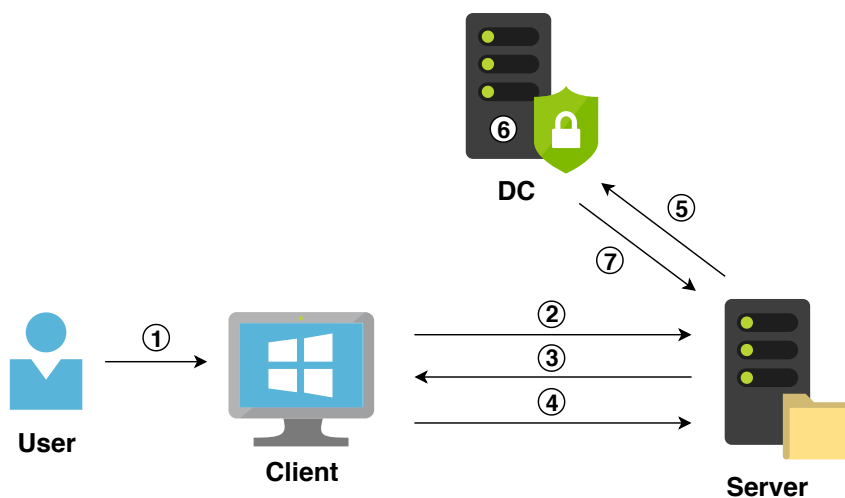 ⑥
DC
⑤
⑦
②
①
③
④
User
Client
Server